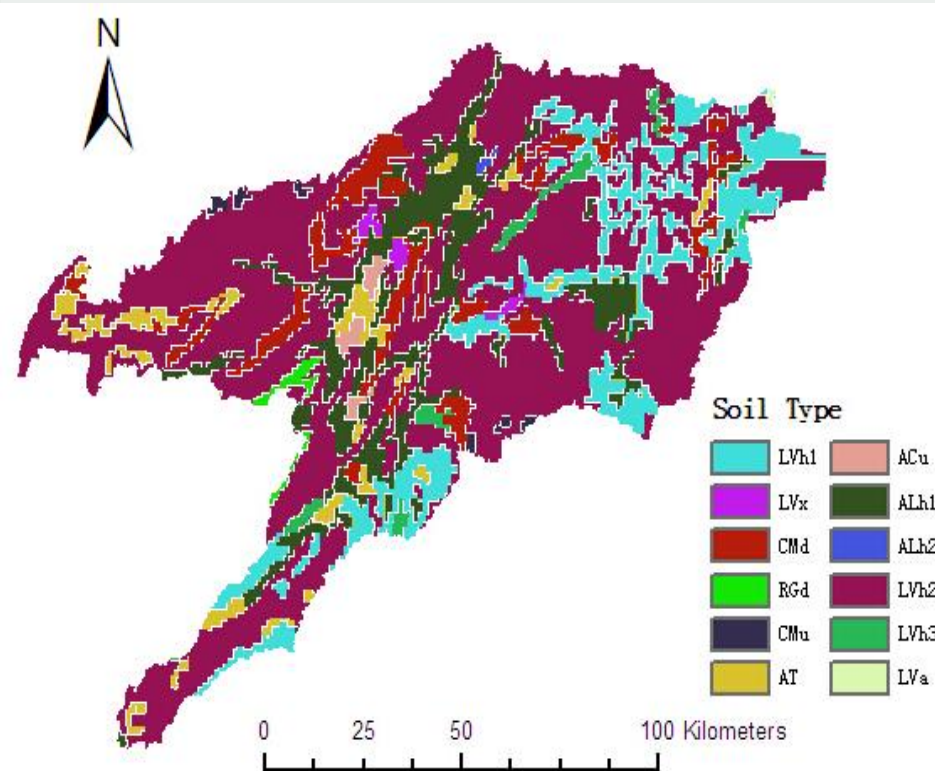 N
Soil Type
LVh1 ACu
LVx ALh1
CMd ALh2
RGd LVh2
CMu LVh3
AT LVa
0 25 50 100 Kilometers